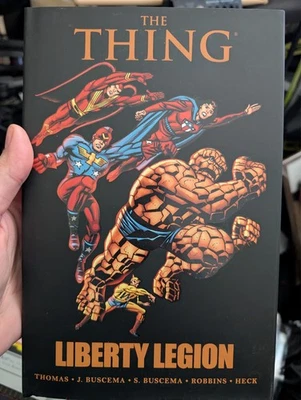 THE
THING
LIBERTY LEGION
THOMAS • J. BUSCEMA • S. BUSCEMA • ROBBINS • HECK